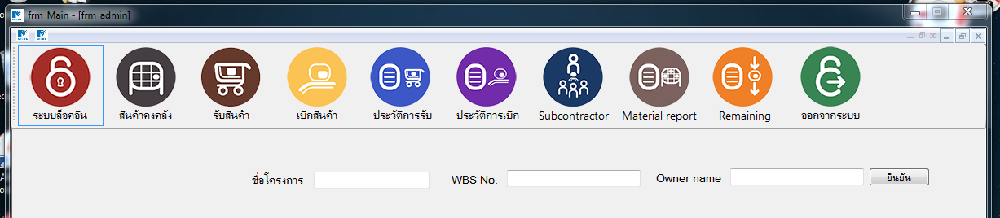 frm_Main - [frm_admin]
ระบบล็อคอิน สินค้าคงคลัง รับสินค้า เบิกสินค้า ประวัติการรับ ประวัติการเบิก Subcontractor Material report Remaining ออกจากระบบ
ชื่อโครงการ WBS No. Owner name ยืนยัน